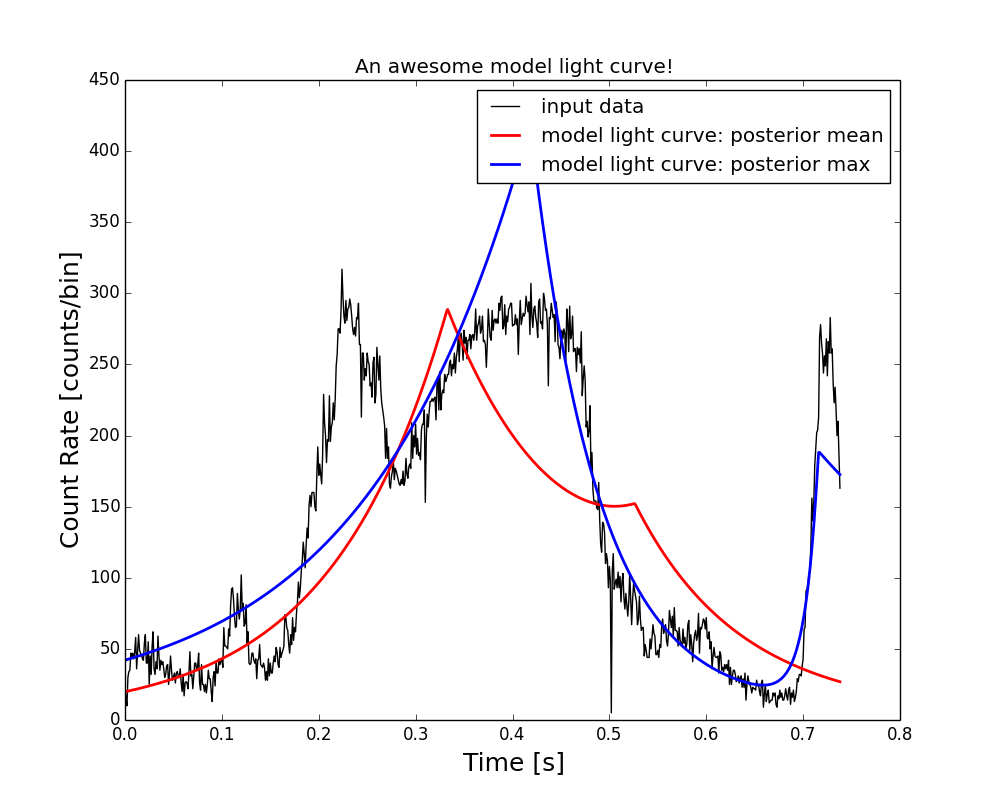 An awesome model light curve!
input data
model light curve: posterior mean
model light curve: posterior max
Count Rate [counts/bin]
450
400
350
300
250
200
150
100
50
0
0.0 0.1 0.2 0.3 0.4 0.5 0.6 0.7 0.8
Time [s]